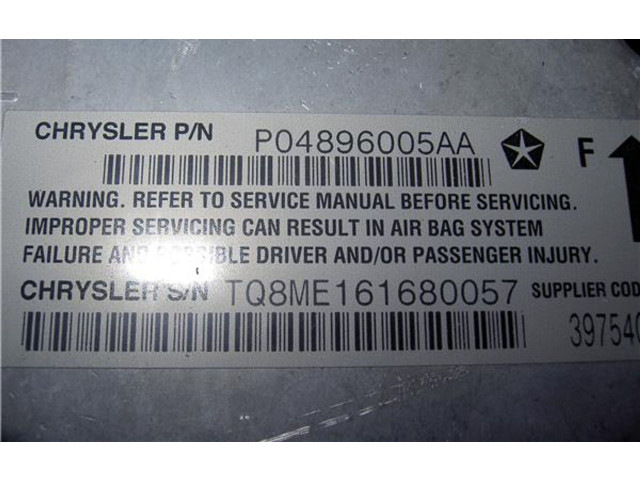 CHRYSLER P/N P04896005AA F
WARNING. REFER TO SERVICE MANUAL BEFORE SERVICING.
IMPROPER SERVICING CAN RESULT IN AIR BAG SYSTEM
FAILURE AND POSSIBLE DRIVER AND/OR PASSENGER INJURY.
CHRYSLER S/N TQ8ME161680057 SUPPLIER COD
397540